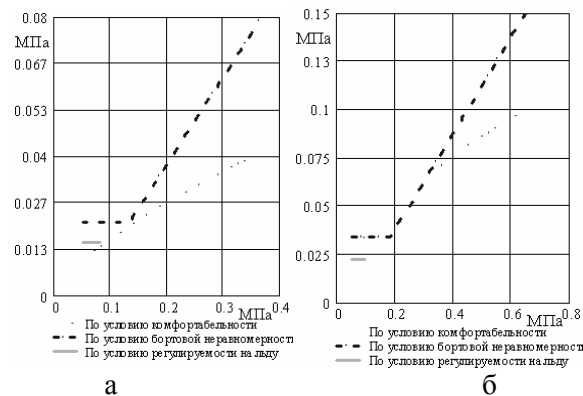 0.08
МПа
0.067
0.053
0.04
0.027
0.013
0
0
0.1
0.2
0.3
0.4
МПа
По условию комфортабельности
По условию бортовой неравномерности
По условию регулируемости на льду
а
0.15
МПа
0.13
0.1
0.075
0.05
0.025
0
0
0.2
0.4
0.6
0.8
МПа
По условию комфортабельности
По условию бортовой неравномерности
По условию регулируемости на льду
б